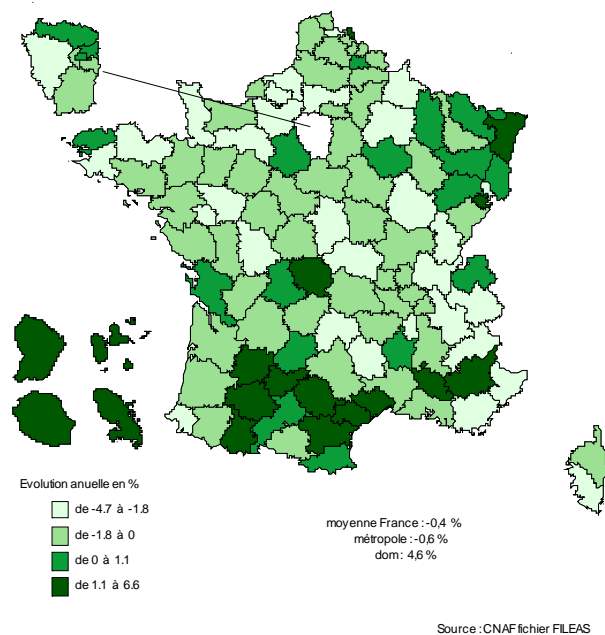 Evolution anuelle en %
de -4.7 à -1.8
de -1.8 à 0
de 0 à 1.1
de 1.1 à 6.6
moyenne France : -0,4 %
métropole : -0,6 %
dom : 4,6 %
Source : CNAF fichier FILEAS